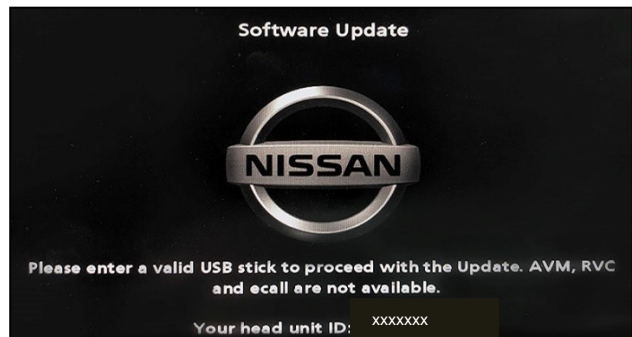 Software Update
NISSAN
Please enter a valid USB stick to proceed with the Update. AVM, RVC
and ecall are not available.
Your head unit ID: xxxxxxx